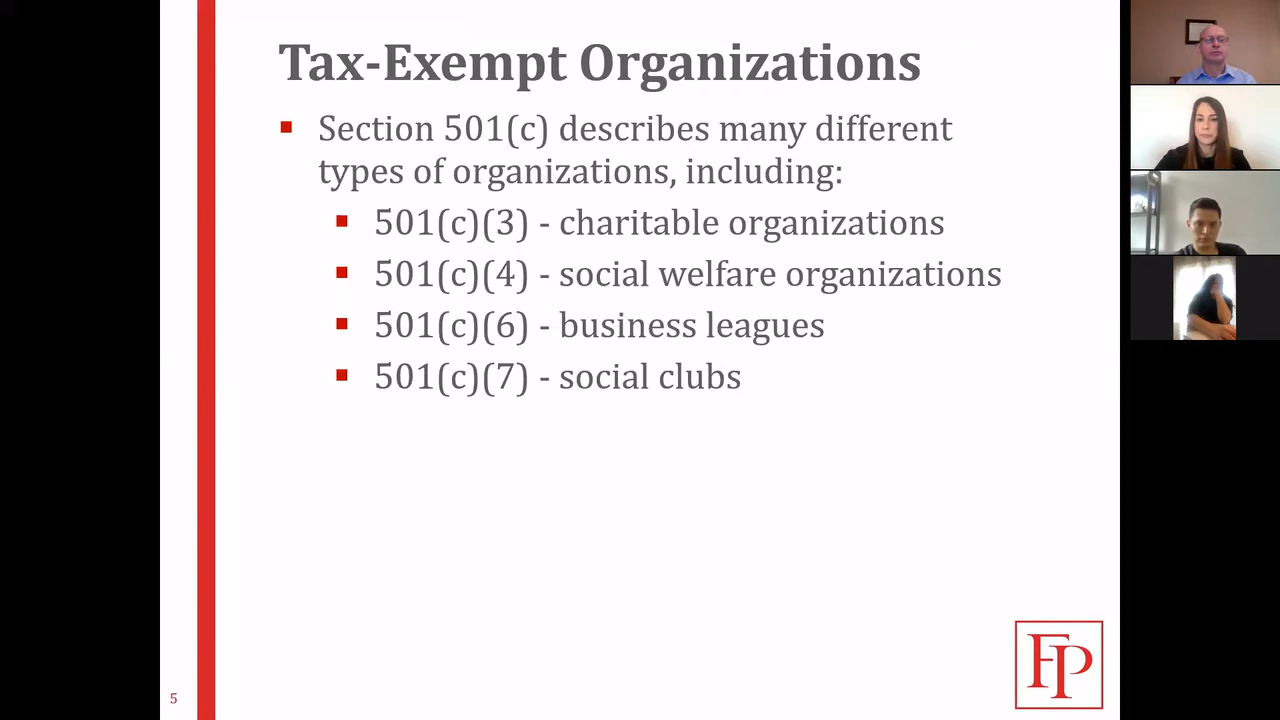 Tax-Exempt Organizations
Section 501(c) describes many different
types of organizations, including:
501(c)(3) - charitable organizations
501(c)(4) - social welfare organizations
501(c)(6) - business leagues
501(c)(7) - social clubs
5
FP